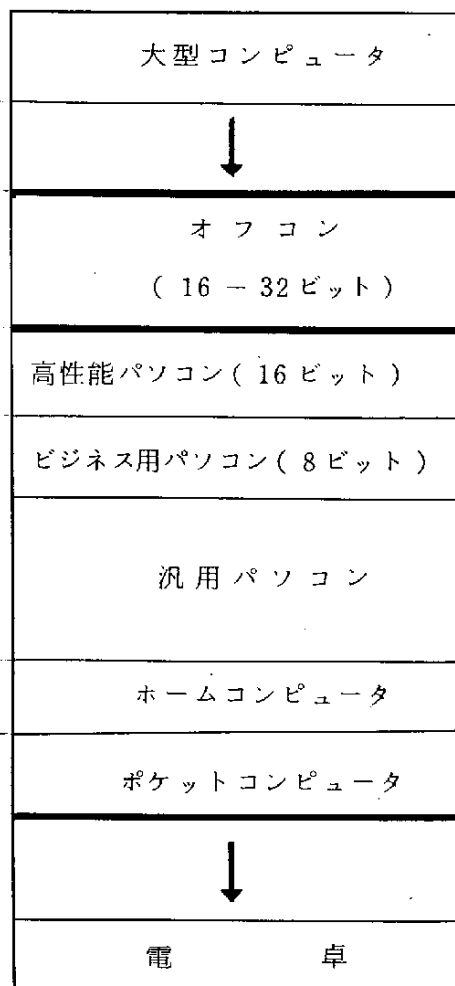 大型コンピュータ
オフコン
(16-32ビット)
高性能パソコン(16ビット)
ビジネス用パソコン(8ビット)
汎用パソコン
ホームコンピュータ
ポケットコンピュータ
電卓